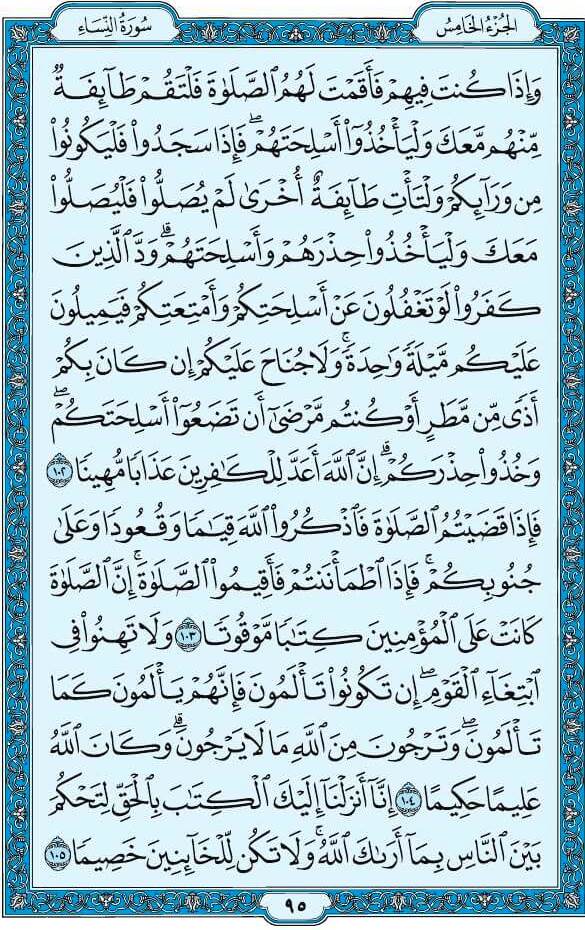 الجُزْءُ الخَامِسُ
سُورَةُ النِّسَاءِ
وَإِذَا كُنتَ فِيهِمْ فَأَقَمْتَ لَهُمُ ٱلصَّلَوٰةَ فَلْتَقُمْ طَآئِفَةٌ
مِّنْهُم مَّعَكَ وَلْيَأْخُذُوٓا۟ أَسْلِحَتَهُمْۖ فَإِذَا سَجَدُوا۟ فَلْيَكُونُوا۟
مِن وَرَآئِكُمْ وَلْتَأْتِ طَآئِفَةٌ أُخْرَىٰ لَمْ يُصَلُّوا۟ فَلْيُصَلُّوا۟
مَعَكَ وَلْيَأْخُذُوا۟ حِذْرَهُمْ وَأَسْلِحَتَهُمْۗ وَدَّ ٱلَّذِينَ
كَفَرُوا۟ لَوْ تَغْفُلُونَ عَنْ أَسْلِحَتِكُمْ وَأَمْتِعَتِكُمْ فَيَمِيلُونَ
عَلَيْكُم مَّيْلَةً وَٰحِدَةًۚ وَلَا جُنَاحَ عَلَيْكُمْ إِن كَانَ بِكُمْ
أَذًى مِّن مَّطَرٍ أَوْ كُنتُم مَّرْضَىٰٓ أَن تَضَعُوٓا۟ أَسْلِحَتَكُمْۖ
وَخُذُوا۟ حِذْرَكُمْۗ إِنَّ ٱللَّهَ أَعَدَّ لِلْكَٰفِرِينَ عَذَابًا مُّهِينًا ١٠٢
فَإِذَا قَضَيْتُمُ ٱلصَّلَوٰةَ فَٱذْكُرُوا۟ ٱللَّهَ قِيَٰمًا وَقُعُودًا وَعَلَىٰ
جُنُوبِكُمْۚ فَإِذَا ٱطْمَأْنَنتُمْ فَأَقِيمُوا۟ ٱلصَّلَوٰةَۚ إِنَّ ٱلصَّلَوٰةَ
كَانَتْ عَلَى ٱلْمُؤْمِنِينَ كِتَٰبًا مَّوْقُوتًا ١٠٣ وَلَا تَهِنُوا۟ فِى
ٱبْتِغَآءِ ٱلْقَوْمِۖ إِن تَكُونُوا۟ تَأْلَمُونَ فَإِنَّهُمْ يَأْلَمُونَ كَمَا
تَأْلَمُونَۖ وَتَرْجُونَ مِنَ ٱللَّهِ مَا لَا يَرْجُونَۗ وَكَانَ ٱللَّهُ
عَلِيمًا حَكِيمًا ١٠٤ إِنَّآ أَنزَلْنَآ إِلَيْكَ ٱلْكِتَٰبَ بِٱلْحَقِّ لِتَحْكُمَ
بَيْنَ ٱلنَّاسِ بِمَآ أَرَىٰكَ ٱللَّهُۚ وَلَا تَكُن لِّلْخَآئِنِينَ خَصِيمًا ١٠٥
٩٥